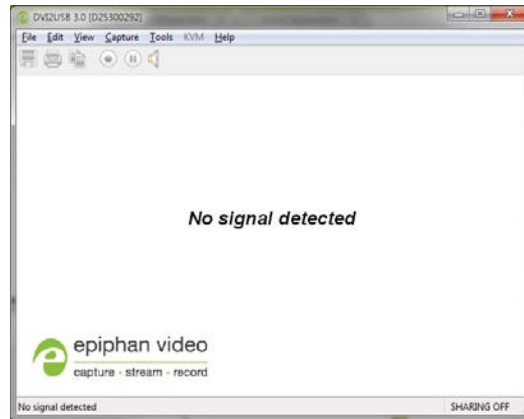 DVI2USB 3.0 [D2S300292]
File Edit View Capture Tools KVM Help
No signal detected
epiphan video
capture - stream - record
No signal detected SHARING OFF